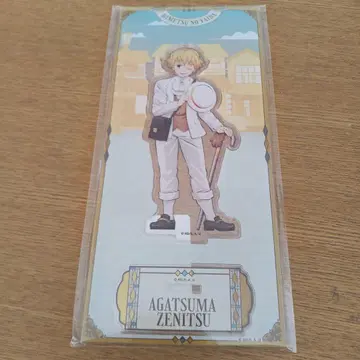 KIMETSU NO YAIBA
AGATSUMA
ZENITSU